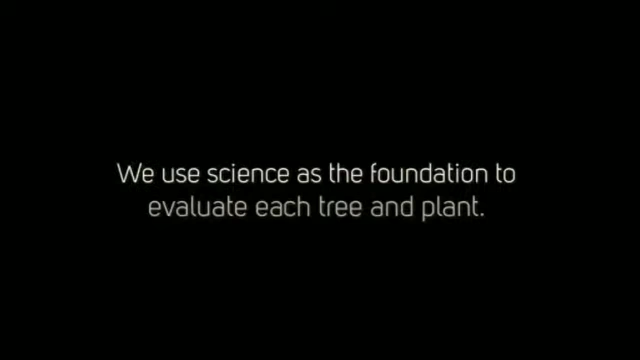 We use science as the foundation to
evaluate each tree and plant.